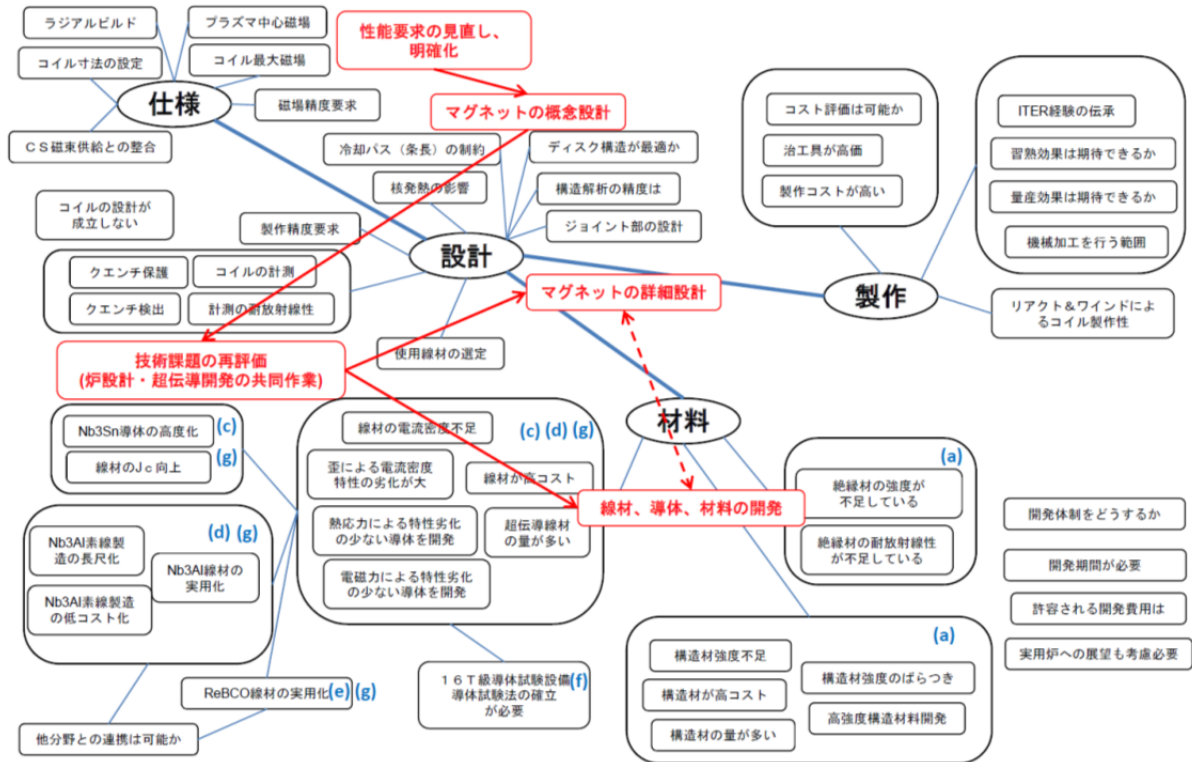 ラジアルビルド
プラズマ中心磁場
コイル寸法の設定
コイル最大磁場
仕様
磁場精度要求
ＣＳ磁束供給との整合
性能要求の見直し、
明確化
マグネットの概念設計
冷却パス（条長）の制約
ディスク構造が最適か
核発熱の影響
構造解析の精度は
ジョイント部の設計
コイルの設計が
成立しない
製作精度要求
設計
クエンチ保護
コイルの計測
クエンチ検出
計測の耐放射線性
マグネットの詳細設計
使用線材の選定
技術課題の再評価
(炉設計・超伝導開発の共同作業)
コスト評価は可能か
治工具が高価
製作コストが高い
ITER経験の伝承
習熟効果は期待できるか
量産効果は期待できるか
機械加工を行う範囲
製作
リアクト＆ワインドによ
るコイル製作性
Nb3Sn導体の高度化
(c)
線材のＪｃ向上
(g)
(d) (g)
Nb3Al素線製
造の長尺化
Nb3Al線材の
実用化
Nb3Al素線製造
の低コスト化
ReBCO線材の実用化(e) (g)
他分野との連携は可能か
線材の電流密度不足
(c) (d) (g)
歪による電流密度
特性の劣化が大
線材が高コスト
熱応力による特性劣化
の少ない導体を開発
超伝導線材
の量が多い
電磁力による特性劣化
の少ない導体を開発
１６Ｔ級導体試験設備
(f)
導体試験法の確立
が必要
材料
線材、導体、材料の開発
(a)
絶縁材の強度が
不足している
絶縁材の耐放射線性
が不足している
(a)
構造材強度不足
構造材強度のばらつき
構造材が高コスト
高強度構造材料開発
構造材の量が多い
開発体制をどうするか
開発期間が必要
許容される開発費用は
実用炉への展望も考慮必要